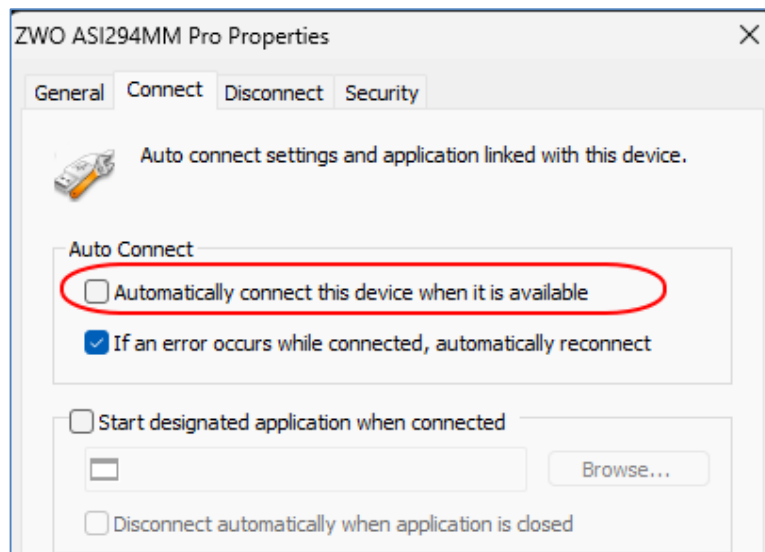 ZWO ASI294MM Pro Properties
General Connect Disconnect Security
Auto connect settings and application linked with this device.
Auto Connect
Automatically connect this device when it is available
If an error occurs while connected, automatically reconnect
Start designated application when connected
Browse...
Disconnect automatically when application is closed